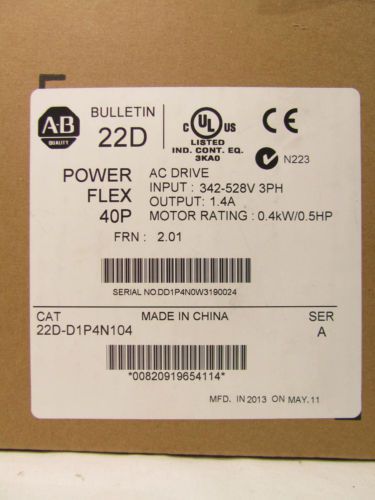 A-B
QUALITY
BULLETIN
22D
C UL US
LISTED
IND. CONT. EQ.
3KA0
CE
N223
POWER
FLEX
40P
AC DRIVE
INPUT : 342-528V 3PH
OUTPUT: 1.4A
MOTOR RATING : 0.4kW/0.5HP
FRN : 2.01
SERIAL NO:DD1P4N0W3190024
CAT
22D-D1P4N104
MADE IN CHINA
SER
A
*00820919654114*
MFD. IN 2013 ON MAY. 11